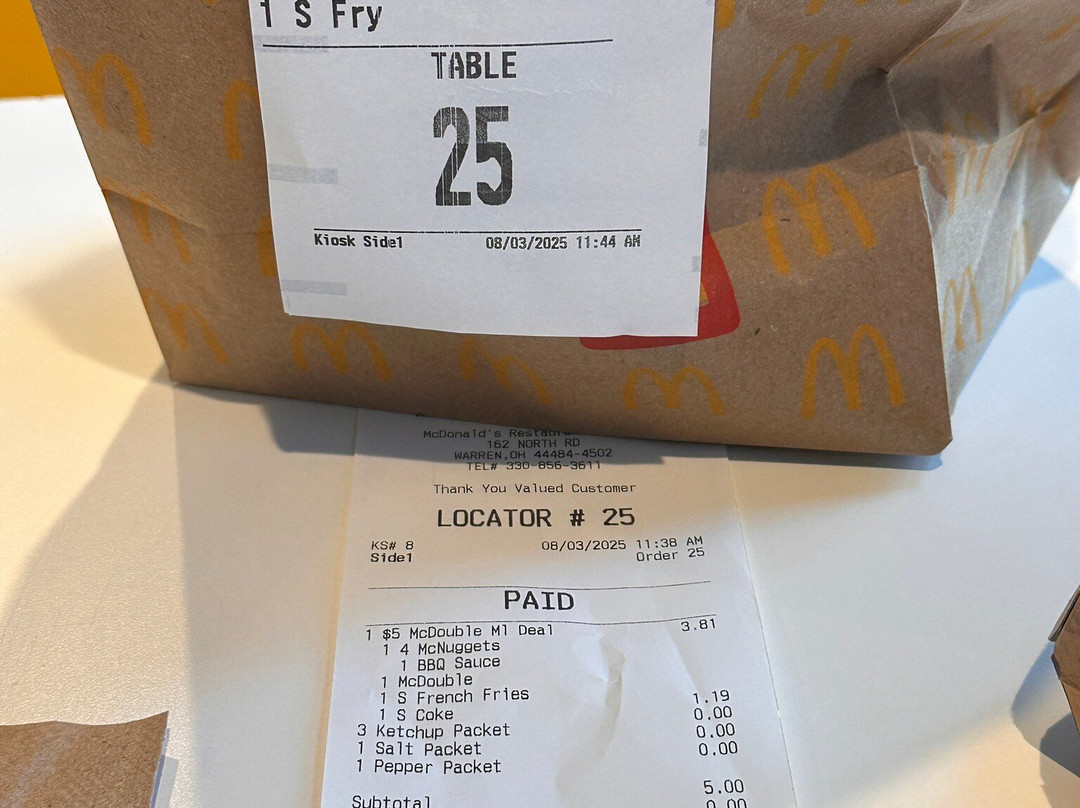 1 S Fry
TABLE
25
Kiosk Side1 08/03/2025 11:44 AM
McDonald's
162 NORTH RD
WARREN,OH 44484-4502
TEL# 330-856-3611
Thank You Valued Customer
LOCATOR # 25
KS# 8 08/03/2025 11:38 AM
Side1 Order 25
PAID
1 $5 McDouble Ml Deal 3.81
1 4 McNuggets
1 BBQ Sauce
1 McDouble
1 S French Fries 1.19
1 S Coke 0.00
3 Ketchup Packet 0.00
1 Salt Packet 0.00
1 Pepper Packet
5.00
Subtotal 0.00